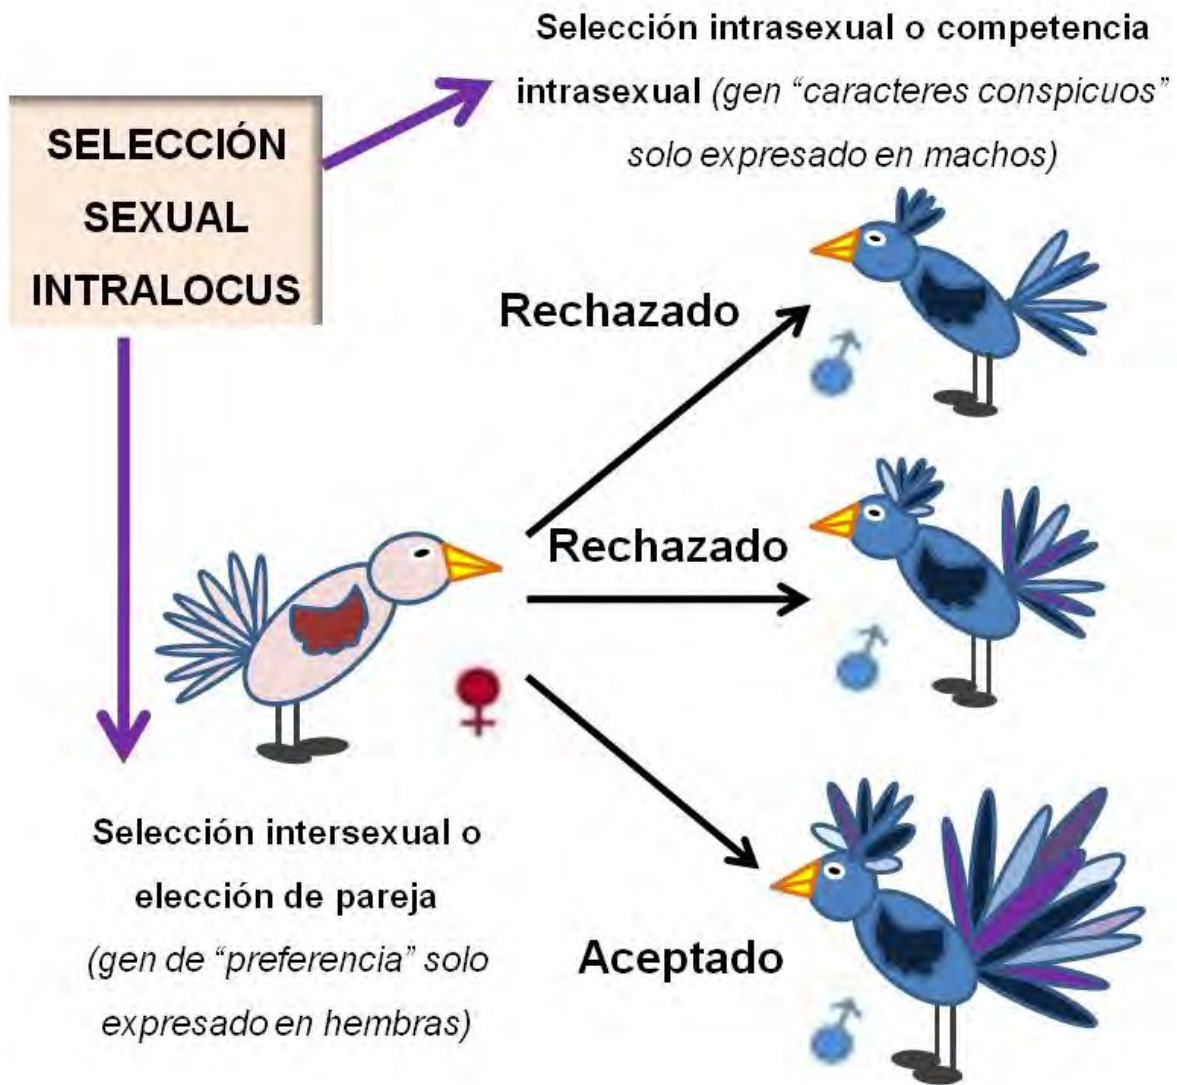 Selección intrasexual o competencia
intrasexual (gen “caracteres conspicuos”
solo expresado en machos)
SELECCIÓN
SEXUAL
INTRALOCUS
Rechazado
Rechazado
Aceptado
Selección intersexual o
elección de pareja
(gen de “preferencia” solo
expresado en hembras)